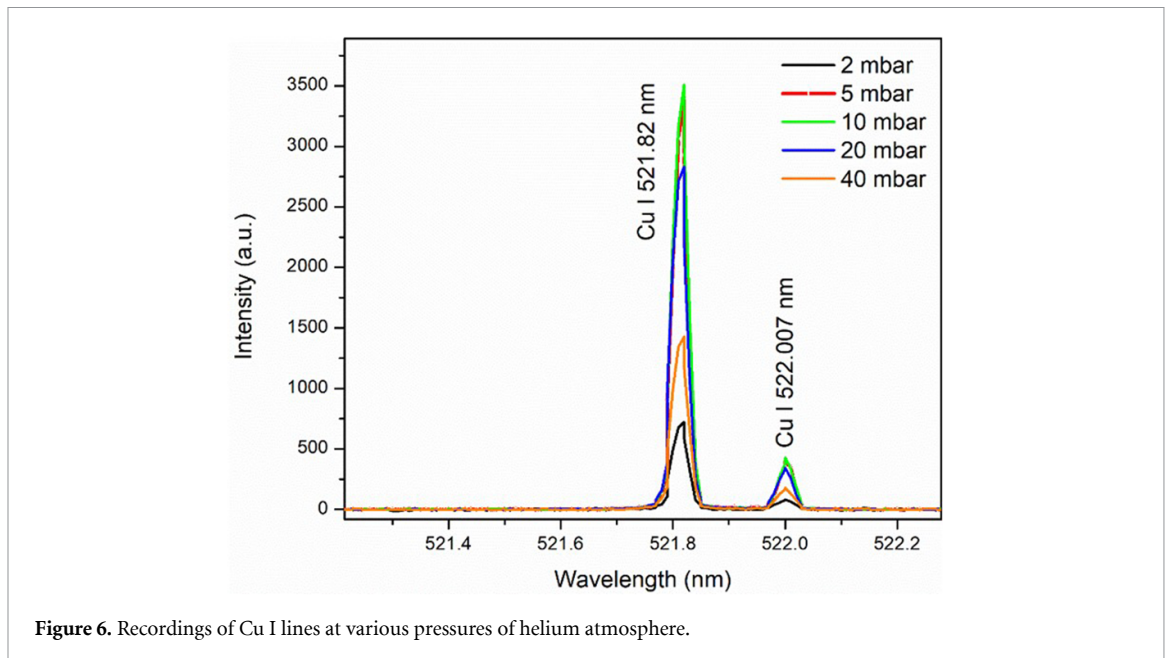 3500
3000
2500
2000
1500
1000
500
0
Intensity (a.u.)
Cu I 521.82 nm
Cu I 522.007 nm
2 mbar
5 mbar
10 mbar
20 mbar
40 mbar
521.4 521.6 521.8 522.0 522.2
Wavelength (nm)
Figure 6. Recordings of Cu I lines at various pressures of helium atmosphere.